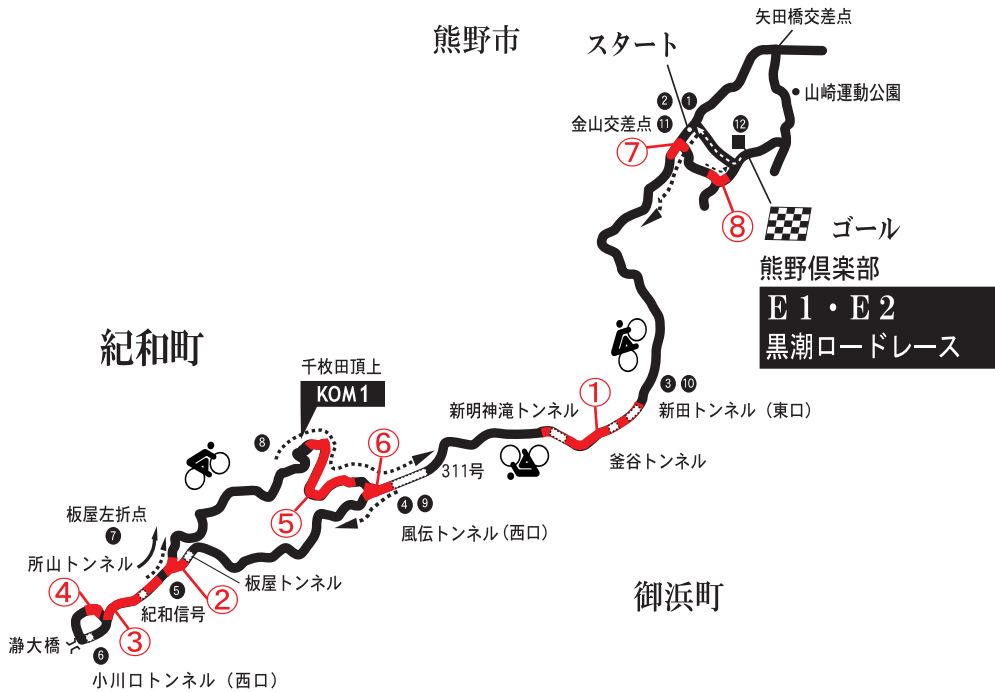 矢田橋交差点
熊野市
スタート
山崎運動公園
2
1
金山交差点
11
12
⑦
⑧
ゴール
熊野倶楽部
E1・E2
黒潮ロードレース
紀和町
千枚田頂上
KOM1
3
10
①
新明神滝トンネル
新田トンネル（東口）
8
⑥
311号
釜谷トンネル
⑤
4
9
風伝トンネル（西口）
板屋左折点
7
所山トンネル
板屋トンネル
④
5
②
紀和信号
御浜町
③
瀞大橋
6
小川口トンネル（西口）